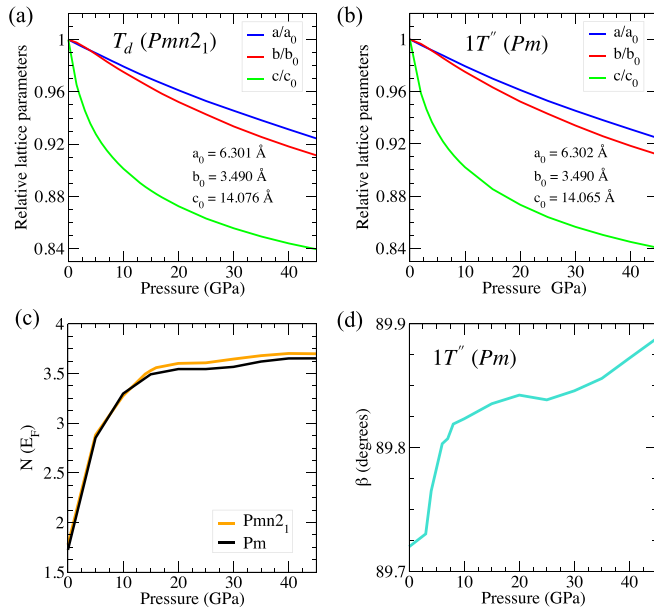 (a)
T_d (Pmn2_1)
a/a_0
b/b_0
c/c_0
a_0 = 6.301 Å
b_0 = 3.490 Å
c_0 = 14.076 Å
Relative lattice parameters
1
0.96
0.92
0.88
0.84
0 10 20 30 40
Pressure (GPa)
(b)
1T″ (Pm)
a/a_0
b/b_0
c/c_0
a_0 = 6.302 Å
b_0 = 3.490 Å
c_0 = 14.065 Å
Relative lattice parameters
1
0.96
0.92
0.88
0.84
0 10 20 30 40
Pressure GPa)
(c)
N (E_F)
4
3.5
3
2.5
2
1.5
Pmn2_1
Pm
0 10 20 30 40
Pressure (GPa)
(d)
1T″ (Pm)
β (degrees)
89.9
89.8
89.7
0 10 20 30 40
Pressure (GPa)